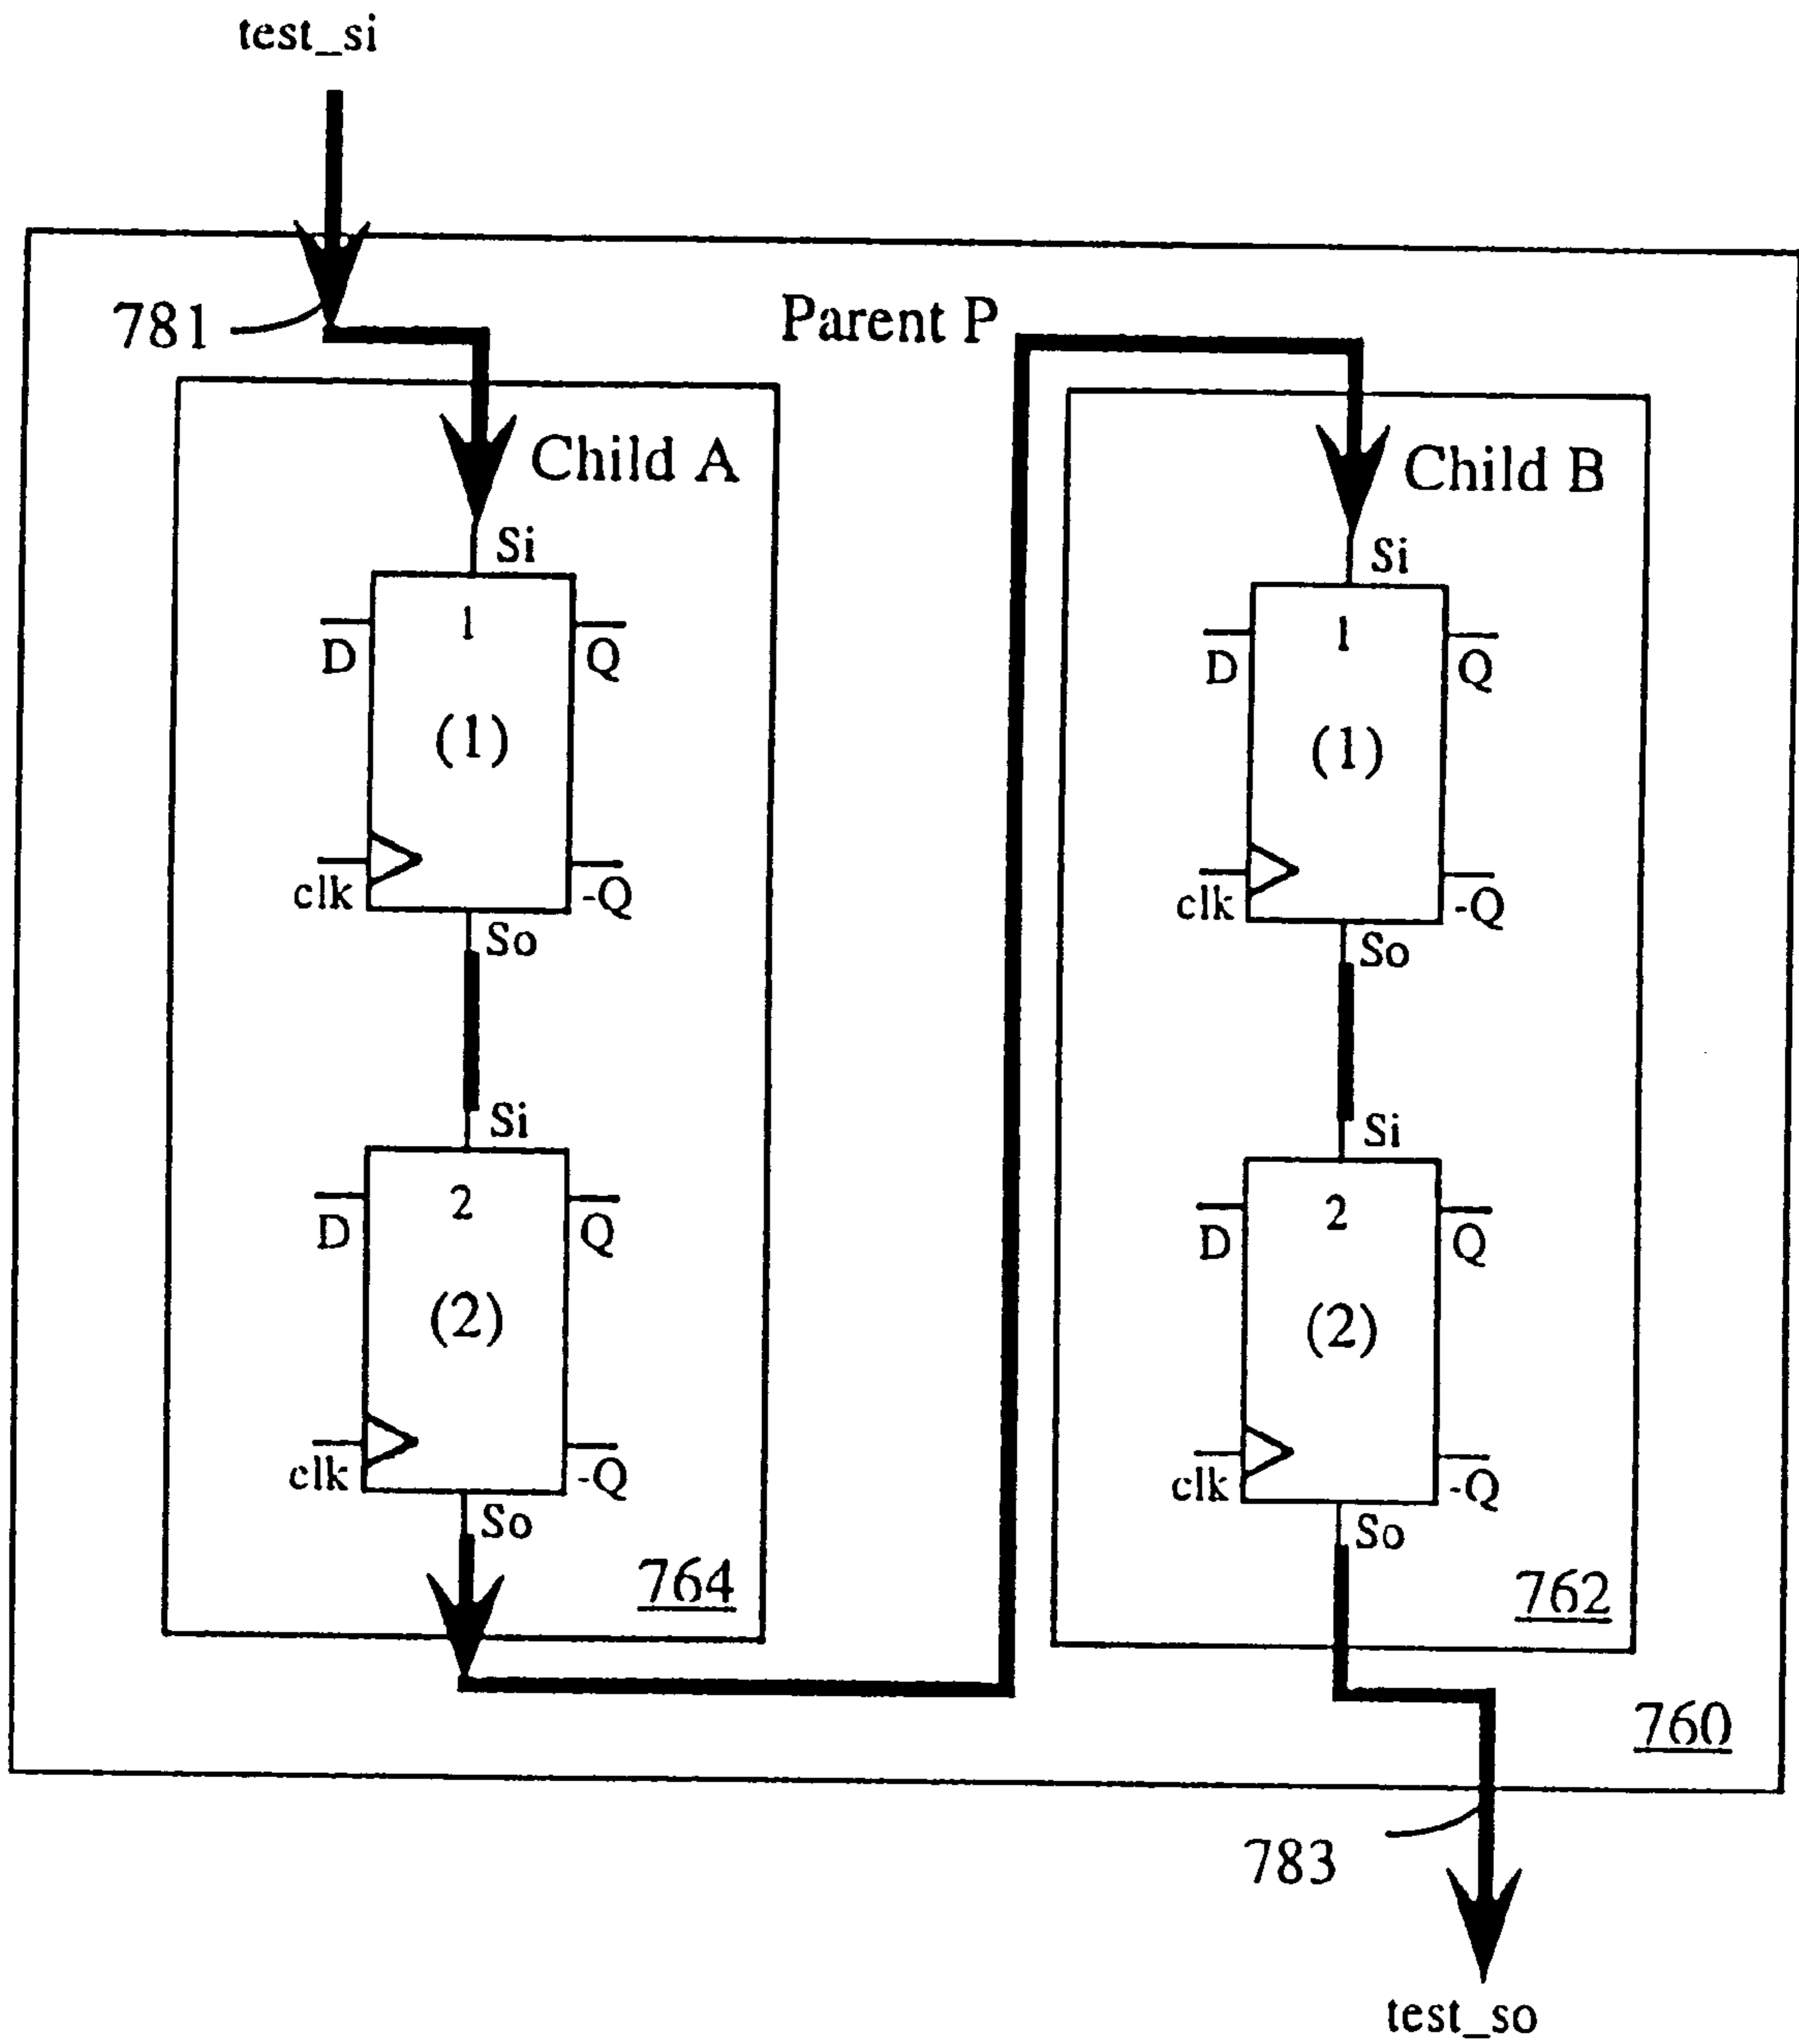 test_si
781
Parent P
Child A
Si
1
D
Q
(1)
clk
-Q
So
Si
2
D
Q
(2)
clk
-Q
So
764
Child B
Si
1
D
Q
(1)
clk
-Q
So
Si
2
D
Q
(2)
clk
-Q
So
762
760
783
test_so